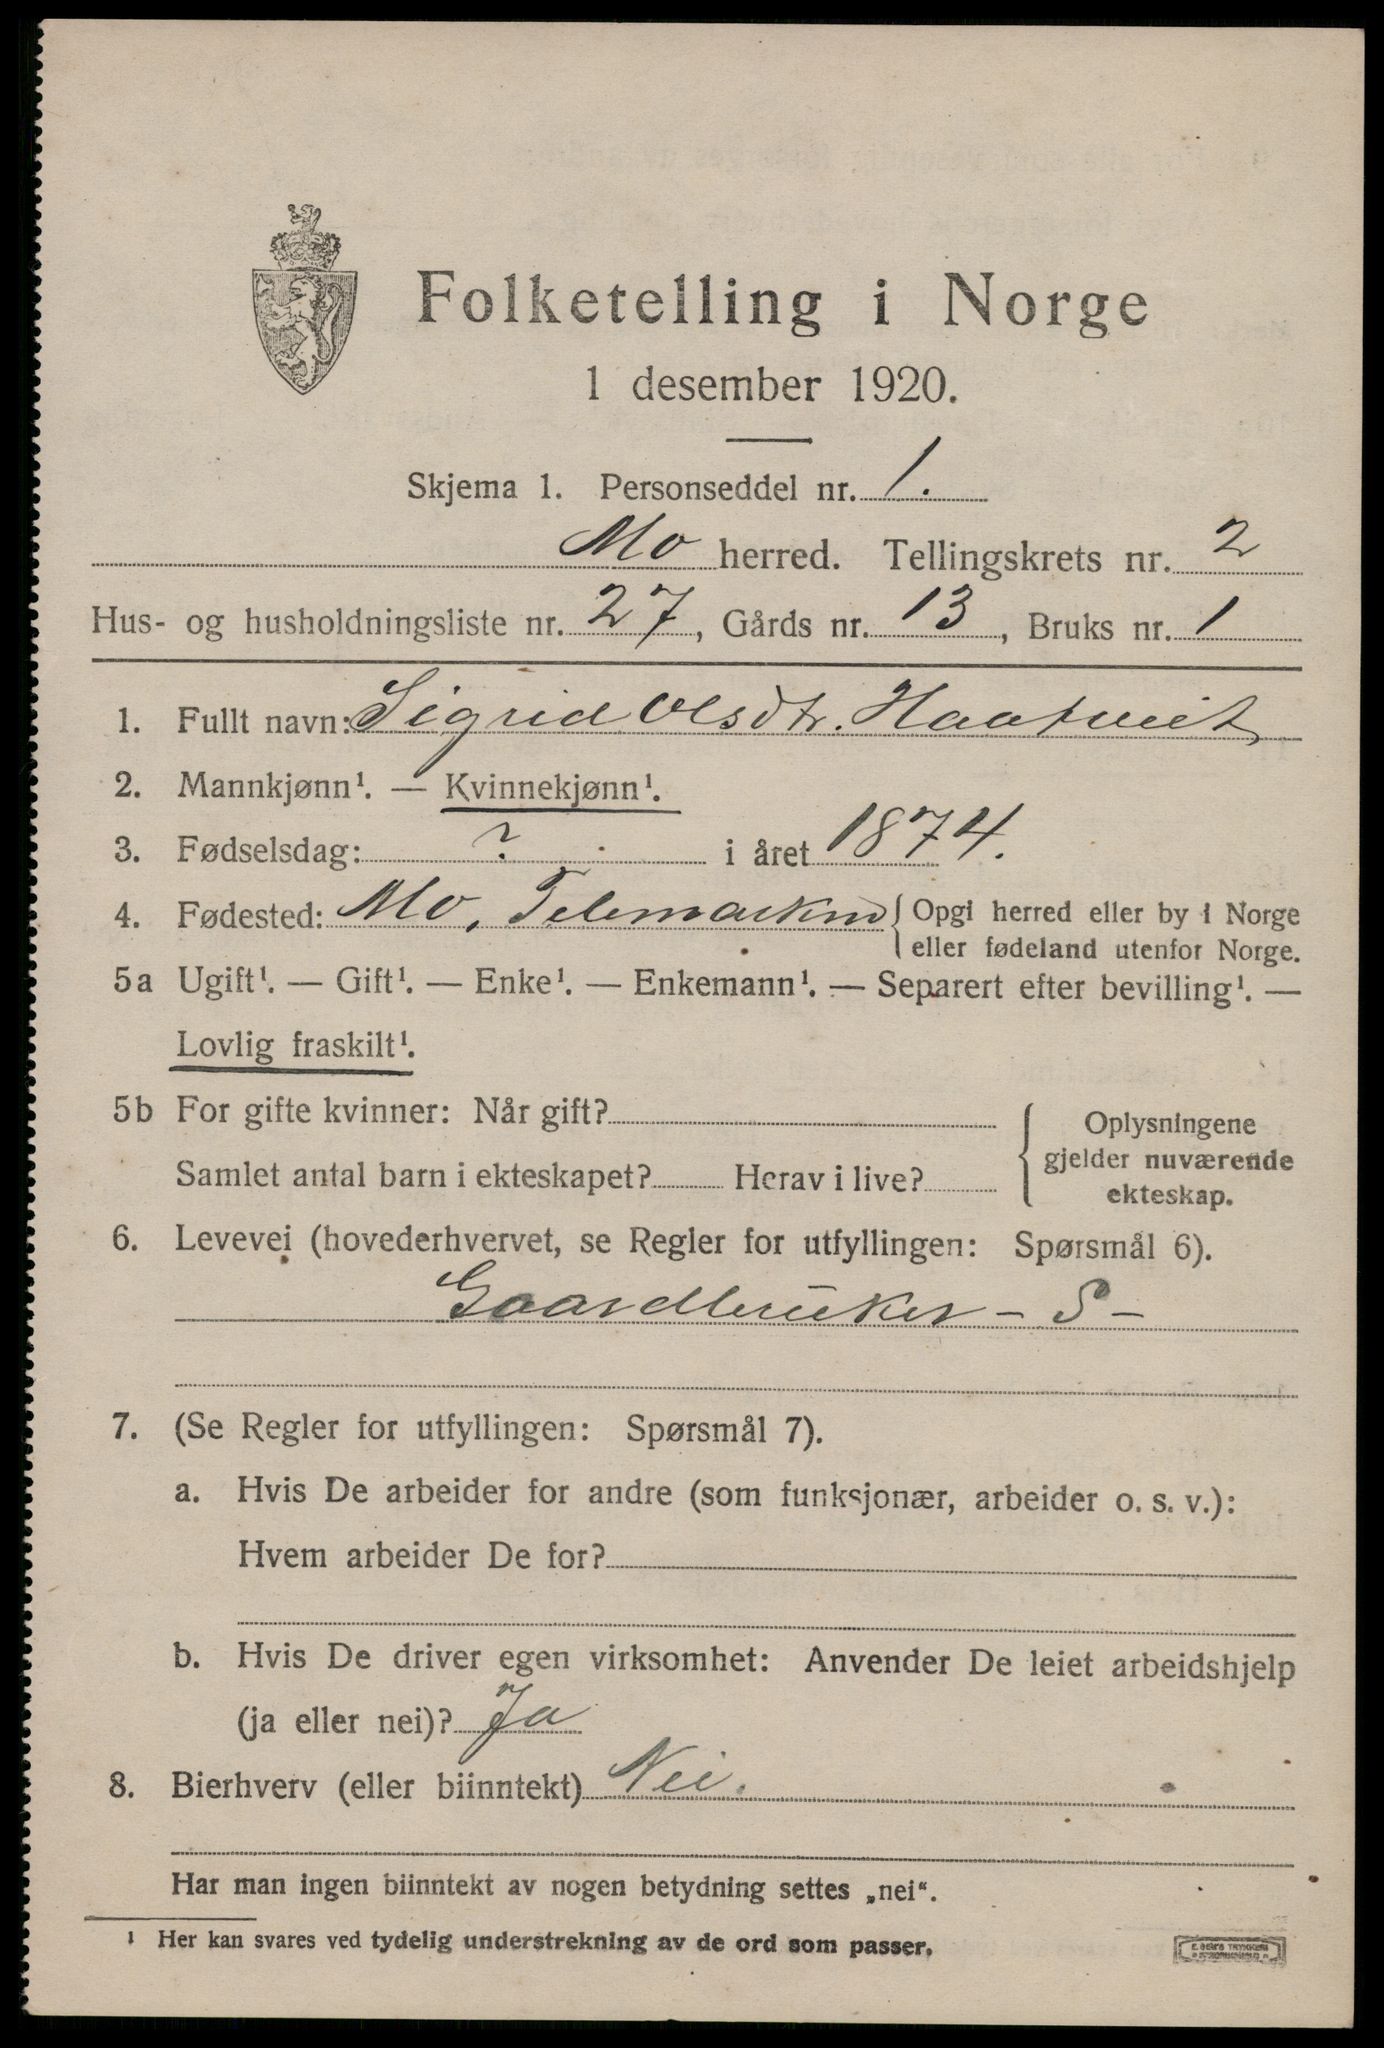 Folketelling i Norge
1 desember 1920.
Skjema 1. Personseddel nr. 1.
Mo herred. Tellingskrets nr. 2
Hus- og husholdningsliste nr. 27, Gårds nr. 13, Bruks nr. 1
1. Fullt navn: Sigrid Olsdtr. Haatveit
2. Mannkjønn¹. — Kvinnekjønn¹.
3. Fødselsdag: ? i året 1874.
4. Fødested: Mo, Telemarken { Opgi herred eller by i Norge
eller fødeland utenfor Norge.
5a Ugift¹. — Gift¹. — Enke¹. — Enkemann¹. — Separert efter bevilling¹. —
Lovlig fraskilt¹.
5b For gifte kvinner: Når gift?
Samlet antal barn i ekteskapet? Herav i live?
{ Oplysningene
gjelder nuværende
ekteskap.
6. Levevei (hovederhvervet, se Regler for utfyllingen: Spørsmål 6).
Gaardbruker - S -
7. (Se Regler for utfyllingen: Spørsmål 7).
a. Hvis De arbeider for andre (som funksjonær, arbeider o. s. v.):
Hvem arbeider De for?
b. Hvis De driver egen virksomhet: Anvender De leiet arbeidshjelp
(ja eller nei)? Ja
8. Bierhverv (eller biinntekt) Nei.
Har man ingen biinntekt av nogen betydning settes „nei“.
¹ Her kan svares ved tydelig understrekning av de ord som passer.